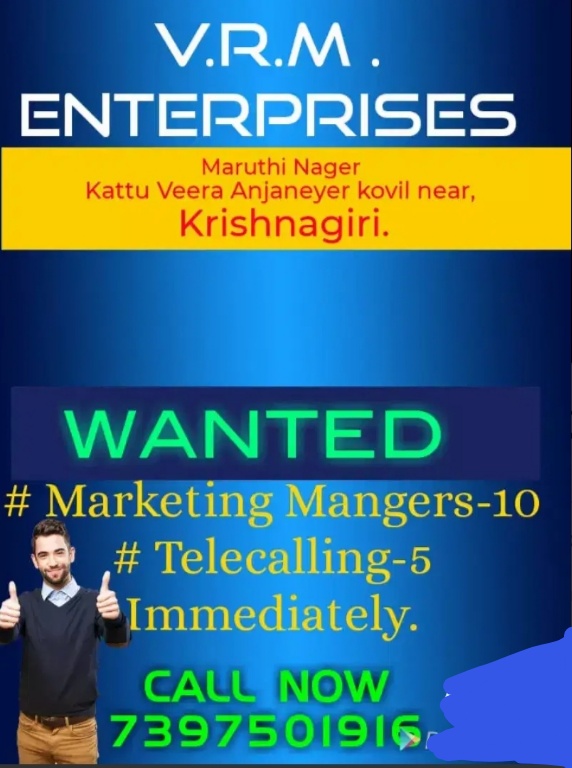 V.R.M .
ENTERPRISES
Maruthi Nager
Kattu Veera Anjaneyer kovil near,
Krishnagiri.
WANTED
# Marketing Mangers-10
# Telecalling-5
Immediately.
CALL NOW
7397501916